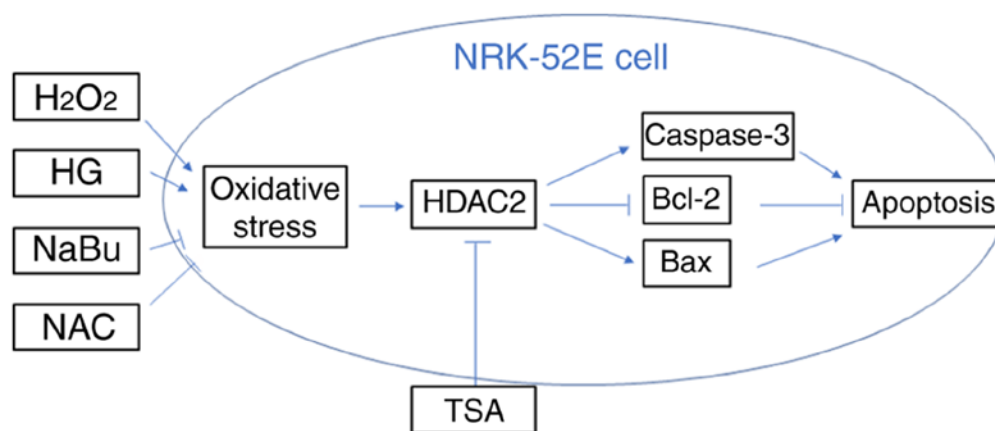 NRK-52E cell
H2O2
HG
NaBu
NAC
Oxidative
stress
HDAC2
Caspase-3
Bcl-2
Bax
Apoptosis
TSA